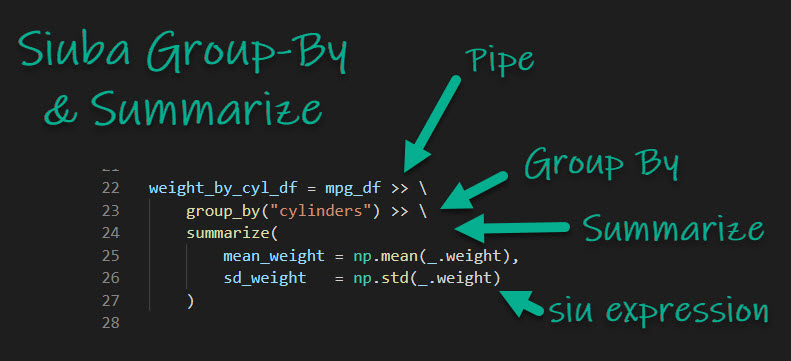 Siuba Group-By
& Summarize
Pipe
Group By
Summarize
siu expression
22 weight_by_cyl_df = mpg_df >> \
23     group_by("cylinders") >> \
24     summarize(
25         mean_weight = np.mean(_.weight),
26         sd_weight   = np.std(_.weight)
27     )
28